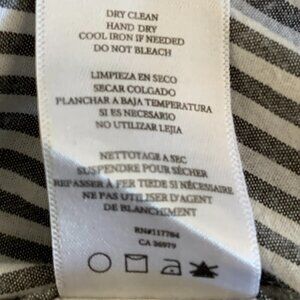 DRY CLEAN
HAND DRY
COOL IRON IF NEEDED
DO NOT BLEACH
LIMPIEZA EN SECO
SECAR COLGADO
PLANCHAR A BAJA TEMPERATURA
SI ES NECESARIO
NO UTILIZAR LEJIA
NETTOYAGE A SEC
SUSPENDRE POUR SÉCHER
REPASSER À FER TIEDE SI NÉCESSAIRE
NE PAS UTILISER D'AGENT
DE BLANCHIMENT
RN#117784
CA 36979